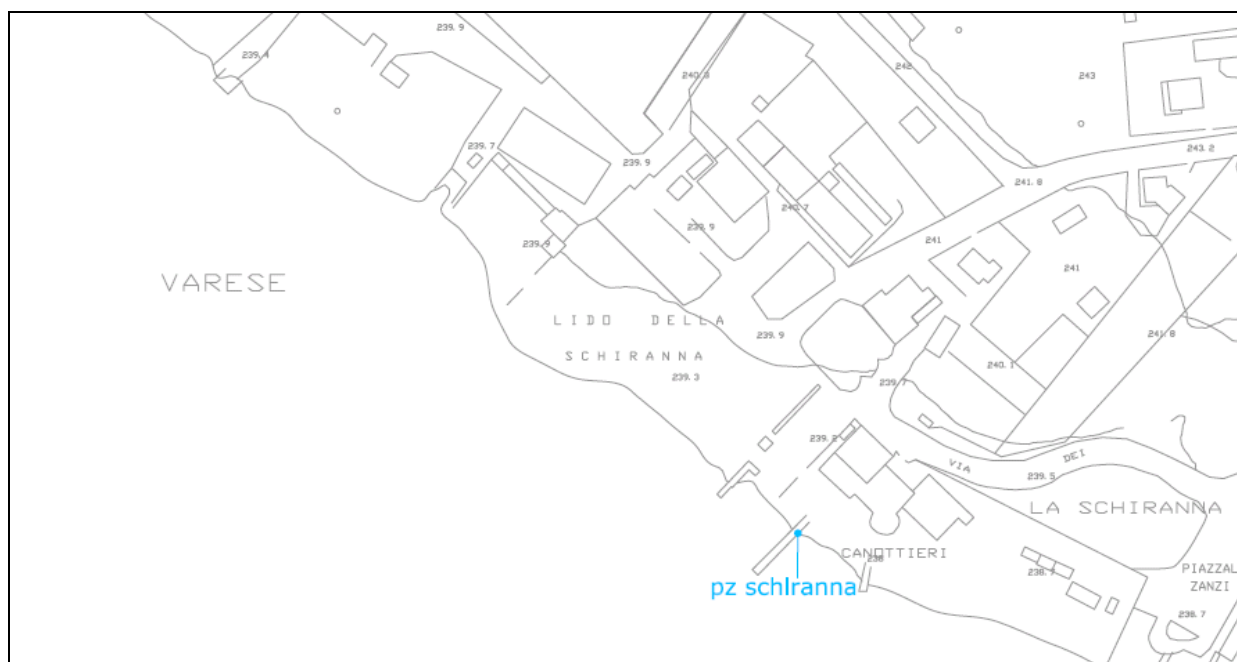 239.9
239.4
242
240.3
243
239.7
239.9
243.2
241.8
240.7
239.9
241
239.9
241
VARESE
LIDO DELLA
239.9
241.8
SCHIRANNA
239.3
240.1
239.7
239.2
VIA DEI
239.5
LA SCHIRANNA
CANOTTIERI
238
238.7
PIAZZAL
ZANZI
pz schIranna
238.7